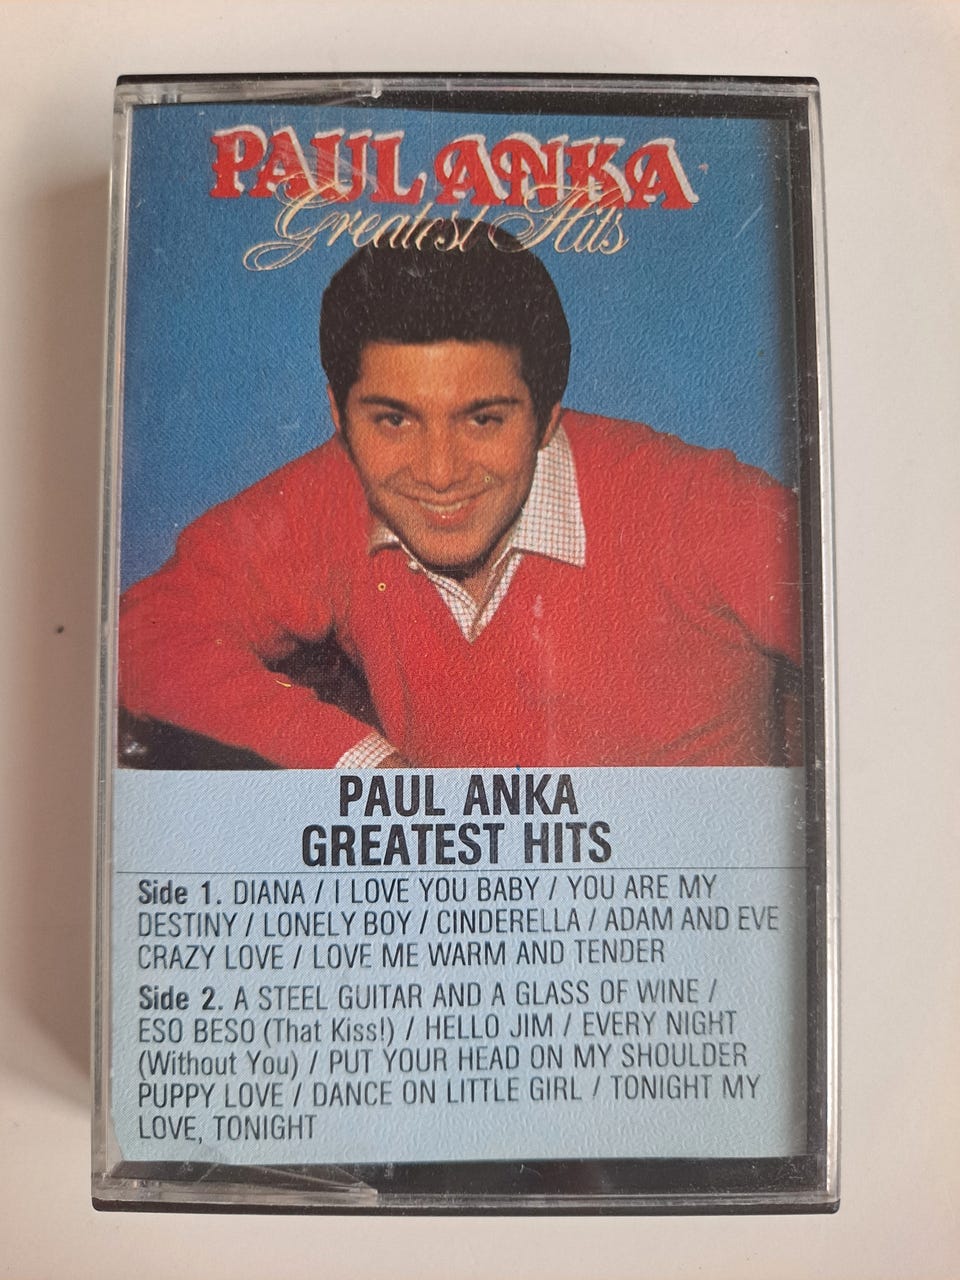 PAUL ANKA
Greatest Hits
PAUL ANKA
GREATEST HITS
Side 1. DIANA / I LOVE YOU BABY / YOU ARE MY
DESTINY / LONELY BOY / CINDERELLA / ADAM AND EVE
CRAZY LOVE / LOVE ME WARM AND TENDER
Side 2. A STEEL GUITAR AND A GLASS OF WINE /
ESO BESO (That Kiss!) / HELLO JIM / EVERY NIGHT
(Without You) / PUT YOUR HEAD ON MY SHOULDER
PUPPY LOVE / DANCE ON LITTLE GIRL / TONIGHT MY
LOVE, TONIGHT